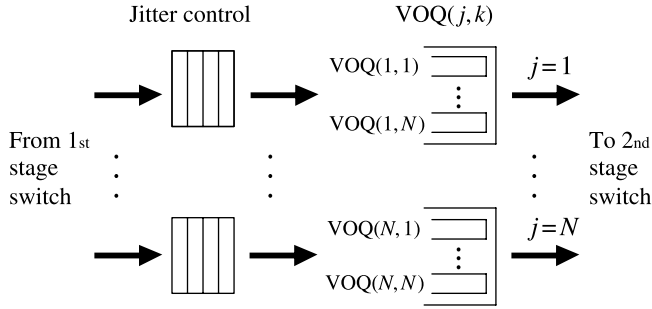 Jitter control
VOQ(j,k)
VOQ(1,1)
j=1
VOQ(1,N)
From 1st
stage
switch
To 2nd
stage
switch
VOQ(N,1)
j=N
VOQ(N,N)